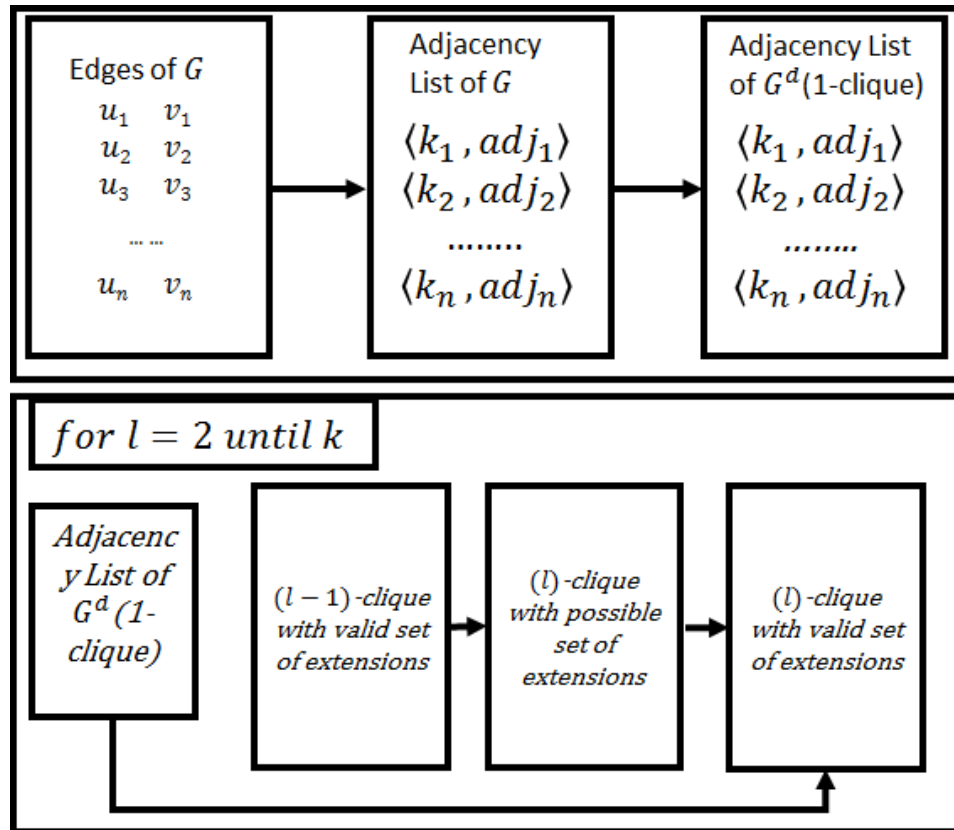 Edges of G
u₁ v₁
u₂ v₂
u₃ v₃
... ...
uₙ vₙ
Adjacency
List of G
⟨k₁, adj₁⟩
⟨k₂, adj₂⟩
........
⟨kₙ, adjₙ⟩
Adjacency List
of Gᵈ(1-clique)
⟨k₁, adj₁⟩
⟨k₂, adj₂⟩
........
⟨kₙ, adjₙ⟩
for l = 2 until k
Adjacenc
y List of
Gᵈ (1-
clique)
(l − 1)-clique
with valid set
of extensions
(l)-clique
with possible
set of
extensions
(l)-clique
with valid set
of extensions